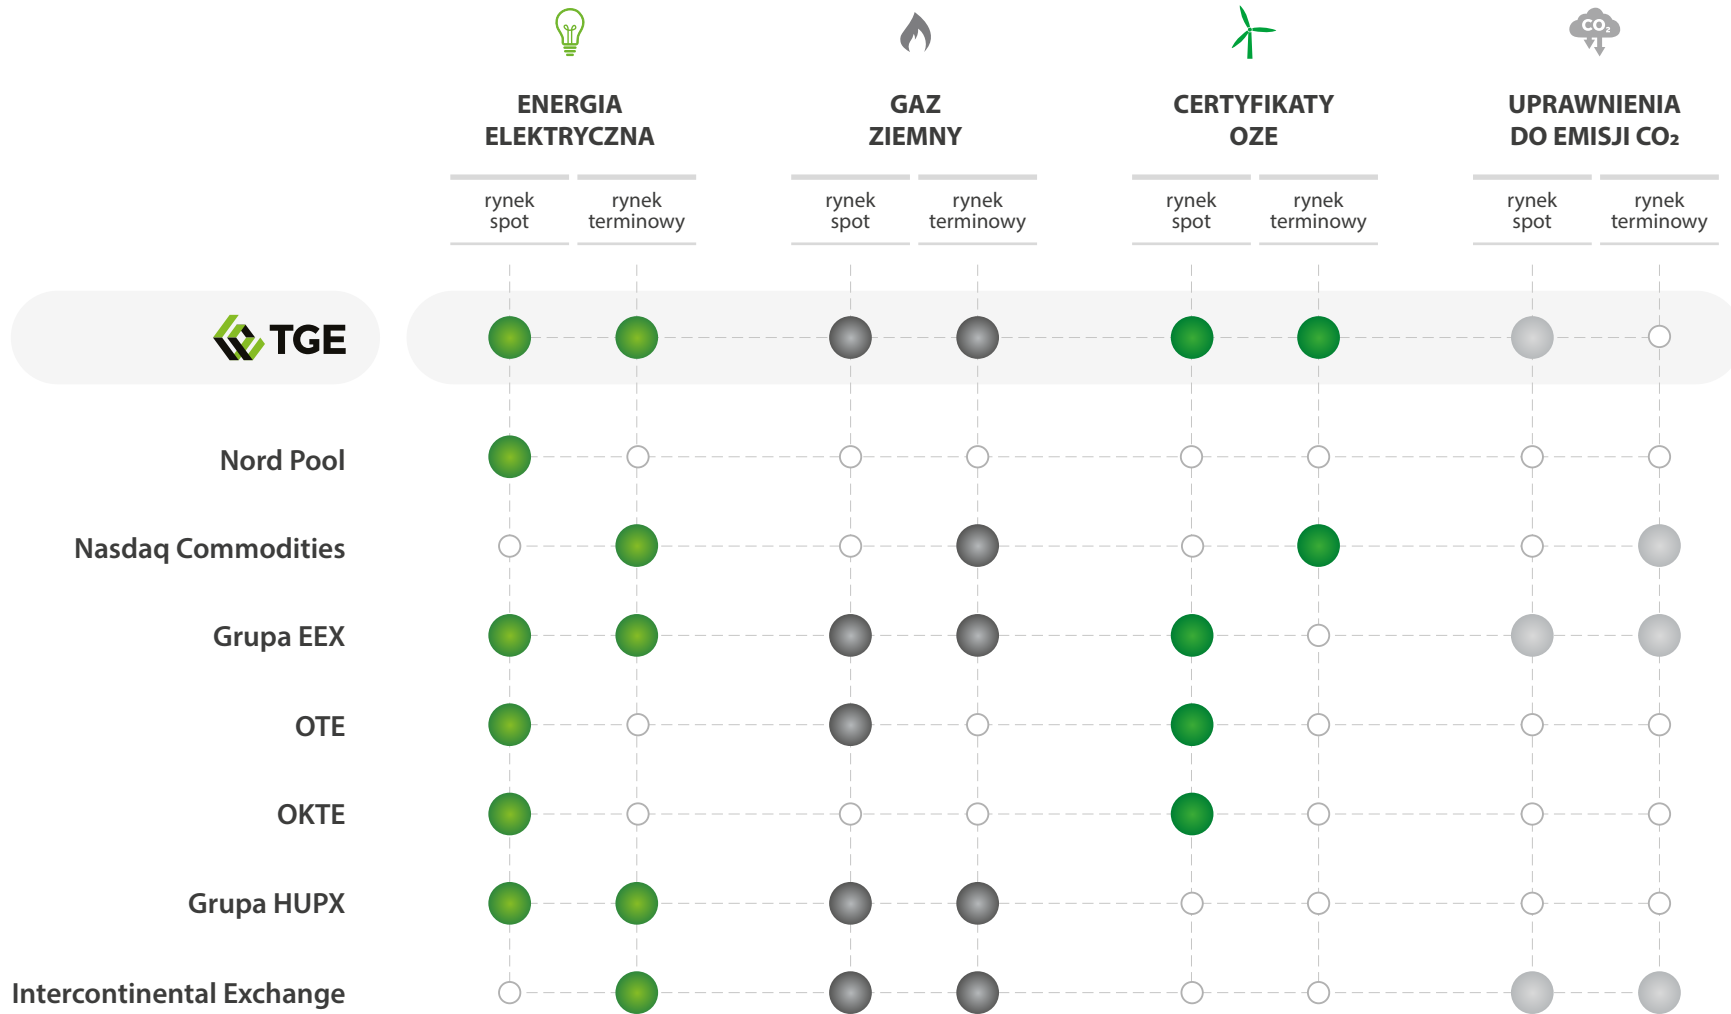 CO₂
ENERGIA
ELEKTRYCZNA
GAZ
ZIEMNY
CERTYFIKATY
OZE
UPRAWNIENIA
DO EMISJI CO₂
rynek
spot
rynek
terminowy
rynek
spot
rynek
terminowy
rynek
spot
rynek
terminowy
rynek
spot
rynek
terminowy
TGE
Nord Pool
Nasdaq Commodities
Grupa EEX
OTE
OKTE
Grupa HUPX
Intercontinental Exchange